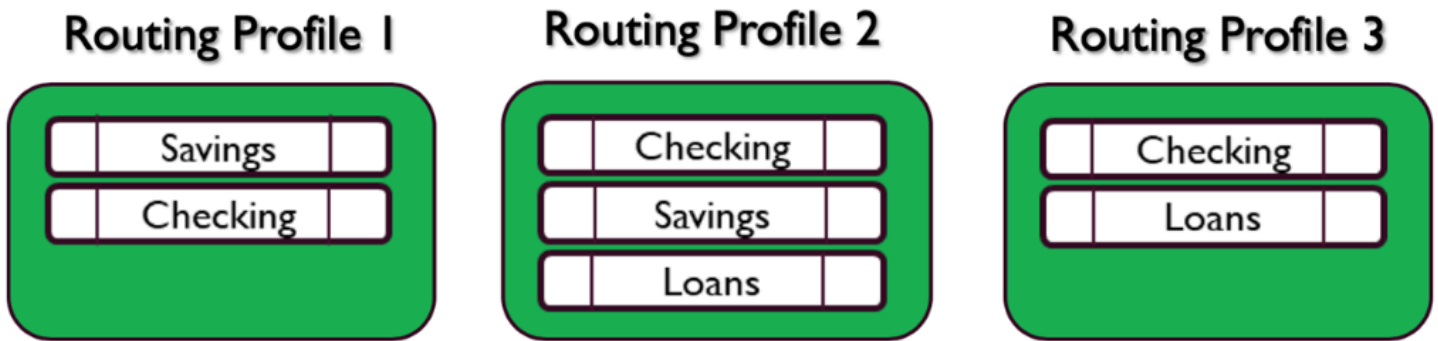 Routing Profile 1
Savings
Checking
Routing Profile 2
Checking
Savings
Loans
Routing Profile 3
Checking
Loans